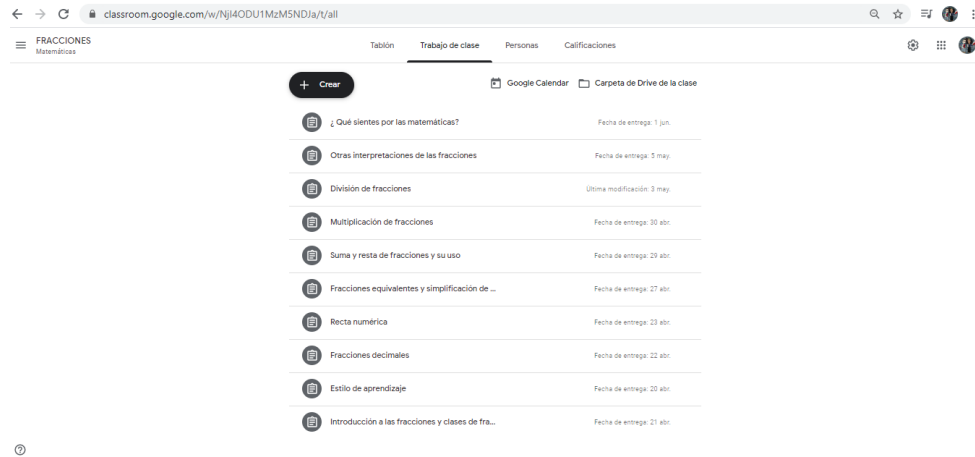 classroom.google.com/w/NjI4ODU1MzM5NDJa/t/all
FRACCIONES
Matemáticas
Tablón Trabajo de clase Personas Calificaciones
+ Crear
Google Calendar Carpeta de Drive de la clase
¿ Qué sientes por las matemáticas? Fecha de entrega: 1 jun.
Otras interpretaciones de las fracciones Fecha de entrega: 5 may.
División de fracciones Última modificación: 3 may.
Multiplicación de fracciones Fecha de entrega: 30 abr.
Suma y resta de fracciones y su uso Fecha de entrega: 29 abr.
Fracciones equivalentes y simplificación de ... Fecha de entrega: 27 abr.
Recta numérica Fecha de entrega: 23 abr.
Fracciones decimales Fecha de entrega: 22 abr.
Estilo de aprendizaje Fecha de entrega: 20 abr.
Introducción a las fracciones y clases de fra... Fecha de entrega: 21 abr.